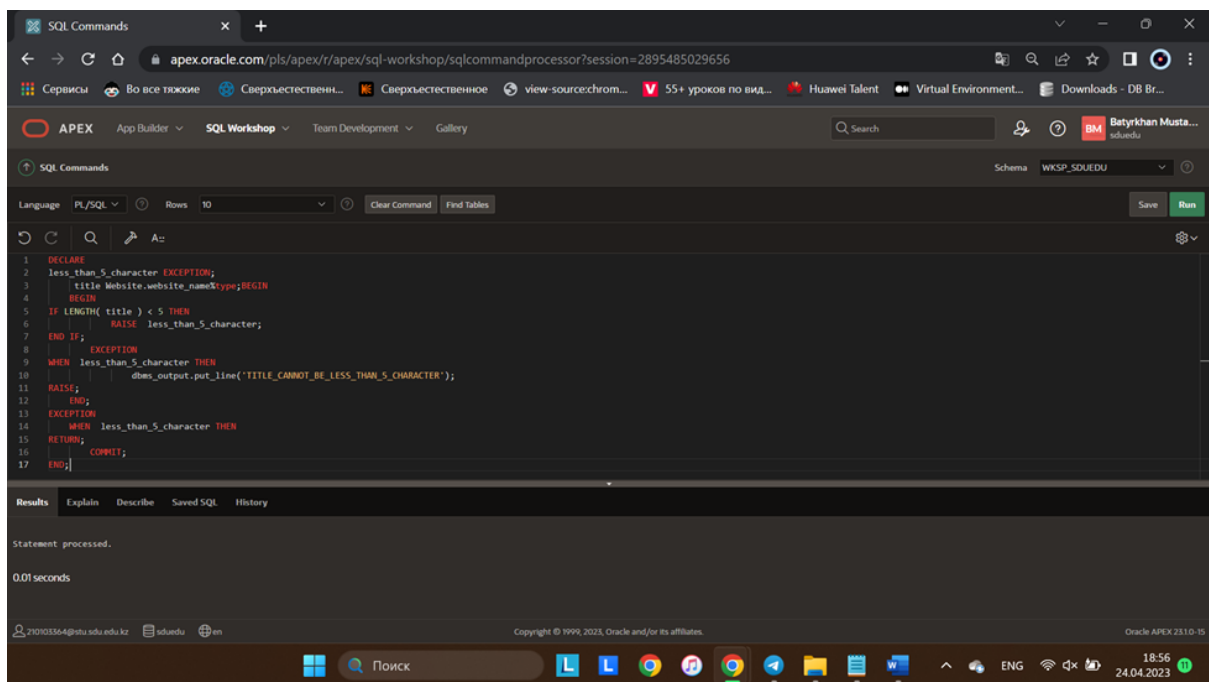 SQL Commands
apex.oracle.com/pls/apex/r/apex/sql-workshop/sqlcommandprocessor?session=2895485029656
Сервисы Во все тяжкие Сверхъестественн... Сверхъестественное view-source:chrom... 55+ уроков по вид... Huawei Talent Virtual Environment... Downloads - DB Br...
APEX App Builder SQL Workshop Team Development Gallery Search BM Batyrkhan Musta...
sduedu
SQL Commands Schema WKSP_SDUEDU
Language PL/SQL Rows 10 Clear Command Find Tables Save Run
1 DECLARE
2 less_than_5_character EXCEPTION;
3 title Website.website_name%type;BEGIN
4 BEGIN
5 IF LENGTH( title ) < 5 THEN
6 RAISE less_than_5_character;
7 END IF;
8 EXCEPTION
9 WHEN less_than_5_character THEN
10 dbms_output.put_line('TITLE_CANNOT_BE_LESS_THAN_5_CHARACTER');
11 RAISE;
12 END;
13 EXCEPTION
14 WHEN less_than_5_character THEN
15 RETURN;
16 COMMIT;
17 END;
Results Explain Describe Saved SQL History
Statement processed.
0.01 seconds
210103364@stu.sdu.edu.kz sduedu en Copyright © 1999, 2023, Oracle and/or its affiliates. Oracle APEX 23.1.0-15
Поиск ENG 18:56 11
24.04.2023